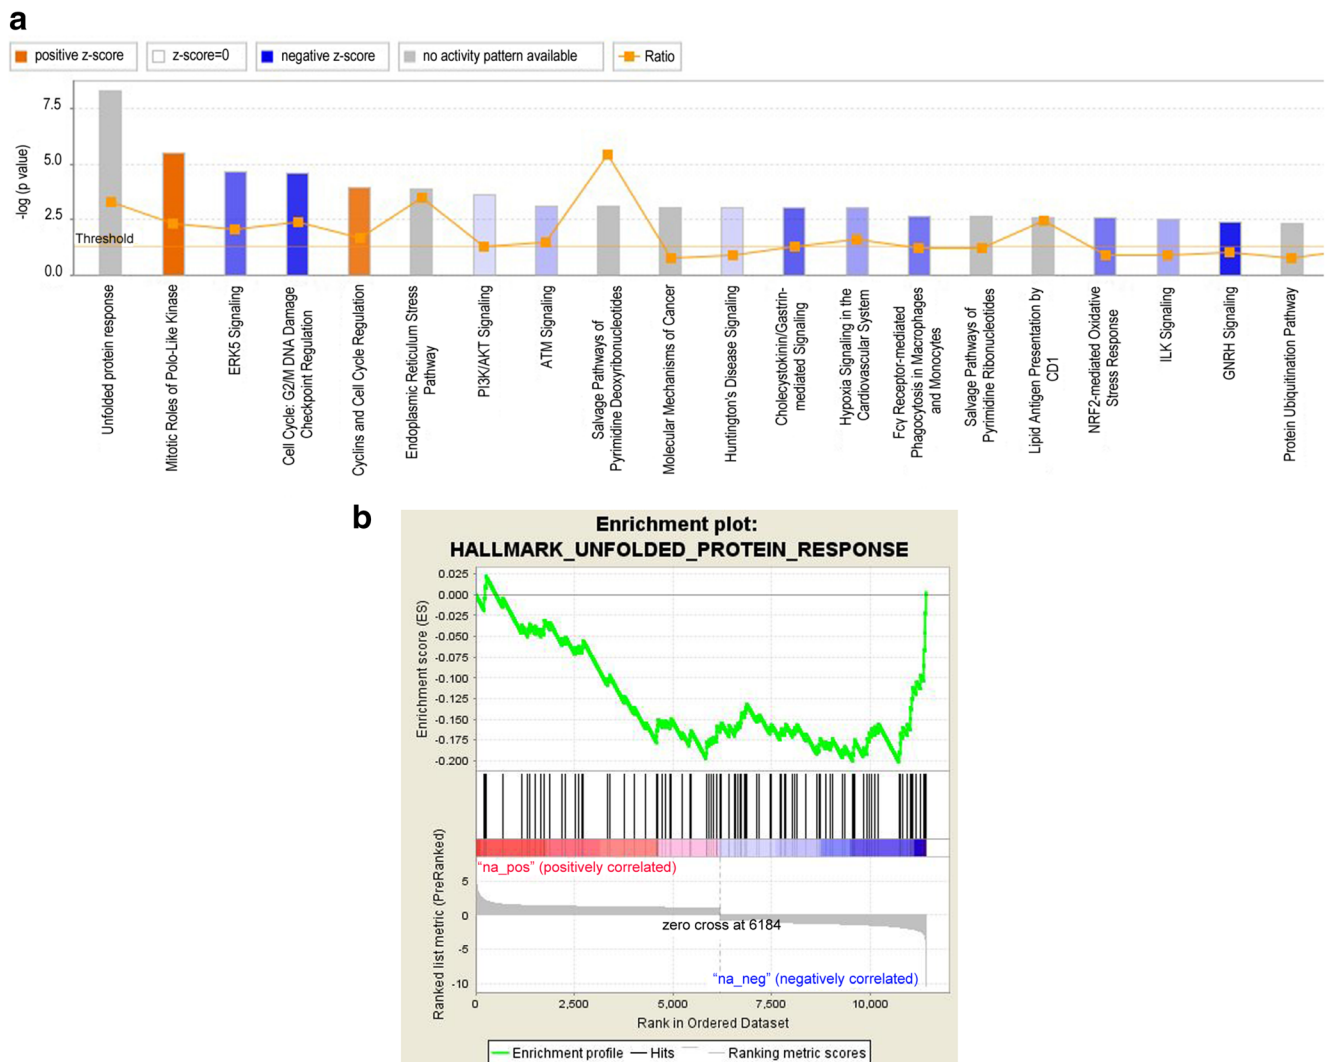 a
positive z-score
z-score=0
negative z-score
no activity pattern available
Ratio
-log (p value)
7.5
5.0
2.5
0.0
Threshold
Unfolded protein response
Mitotic Roles of Polo-Like Kinase
ERK5 Signaling
Cell Cycle: G2/M DNA Damage
Checkpoint Regulation
Cyclins and Cell Cycle Regulation
Endoplasmic Reticulum Stress
Pathway
PI3K/AKT Signaling
ATM Signaling
Salvage Pathways of
Pyrimidine Deoxyribonucleotides
Molecular Mechanisms of Cancer
Huntington's Disease Signaling
Cholecystokinin/Gastrin-
mediated Signaling
Hypoxia Signaling in the
Cardiovascular System
Fcγ Receptor-mediated
Phagocytosis in Macrophages
and Monocytes
Salvage Pathways of
Pyrimidine Ribonucleotides
Lipid Antigen Presentation by
CD1
NRF2-mediated Oxidative
Stress Response
ILK Signaling
GNRH Signaling
Protein Ubiquitination Pathway
b
Enrichment plot:
HALLMARK_UNFOLDED_PROTEIN_RESPONSE
Enrichment score (ES)
0.025
0.000
-0.025
-0.050
-0.075
-0.100
-0.125
-0.150
-0.175
-0.200
"na_pos" (positively correlated)
Ranked list metric (PreRanked)
5
0
-5
-10
zero cross at 6184
"na_neg" (negatively correlated)
0
2,500
5,000
7,500
10,000
Rank in Ordered Dataset
Enrichment profile
Hits
Ranking metric scores